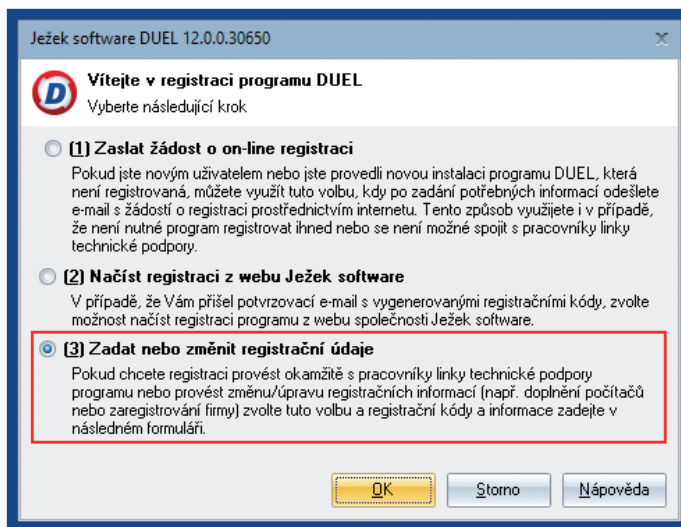 Ježek software DUEL 12.0.0.30650
Vítejte v registraci programu DUEL
Vyberte následující krok
(1) Zaslat žádost o on-line registraci
Pokud jste novým uživatelem nebo jste provedli novou instalaci programu DUEL, která
není registrovaná, můžete využít tuto volbu, kdy po zadání potřebných informací odešlete
e-mail s žádostí o registraci prostřednictvím internetu. Tento způsob využijete i v případě,
že není nutné program registrovat ihned nebo se není možné spojit s pracovníky linky
technické podpory.
(2) Načíst registraci z webu Ježek software
V případě, že Vám přišel potvrzovací e-mail s vygenerovanými registračními kódy, zvolte
možnost načíst registraci programu z webu společnosti Ježek software.
(3) Zadat nebo změnit registrační údaje
Pokud chcete registraci provést okamžitě s pracovníky linky technické podpory
programu nebo provést změnu/úpravu registračních informací (např. doplnění počítačů
nebo zaregistrování firmy) zvolte tuto volbu a registrační kódy a informace zadejte v
následném formuláři.
OK Storno Nápověda